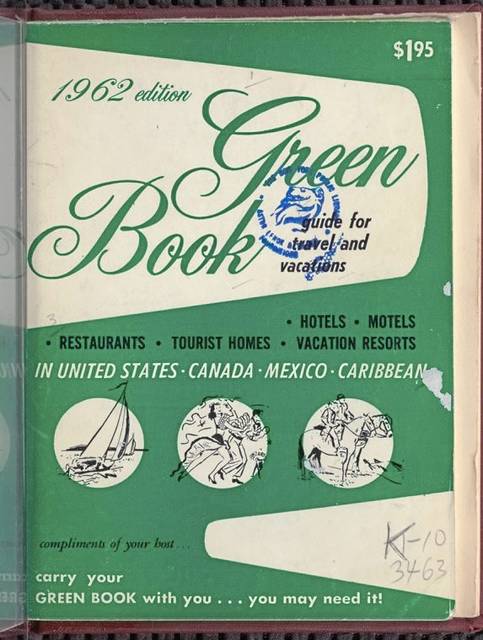 $1.95
1962 edition
Green
Book
guide for
travel and
vacations
• HOTELS • MOTELS
• RESTAURANTS • TOURIST HOMES • VACATION RESORTS
IN UNITED STATES · CANADA · MEXICO · CARIBBEAN
compliments of your host...
K-10
3463
carry your
GREEN BOOK with you . . . you may need it!